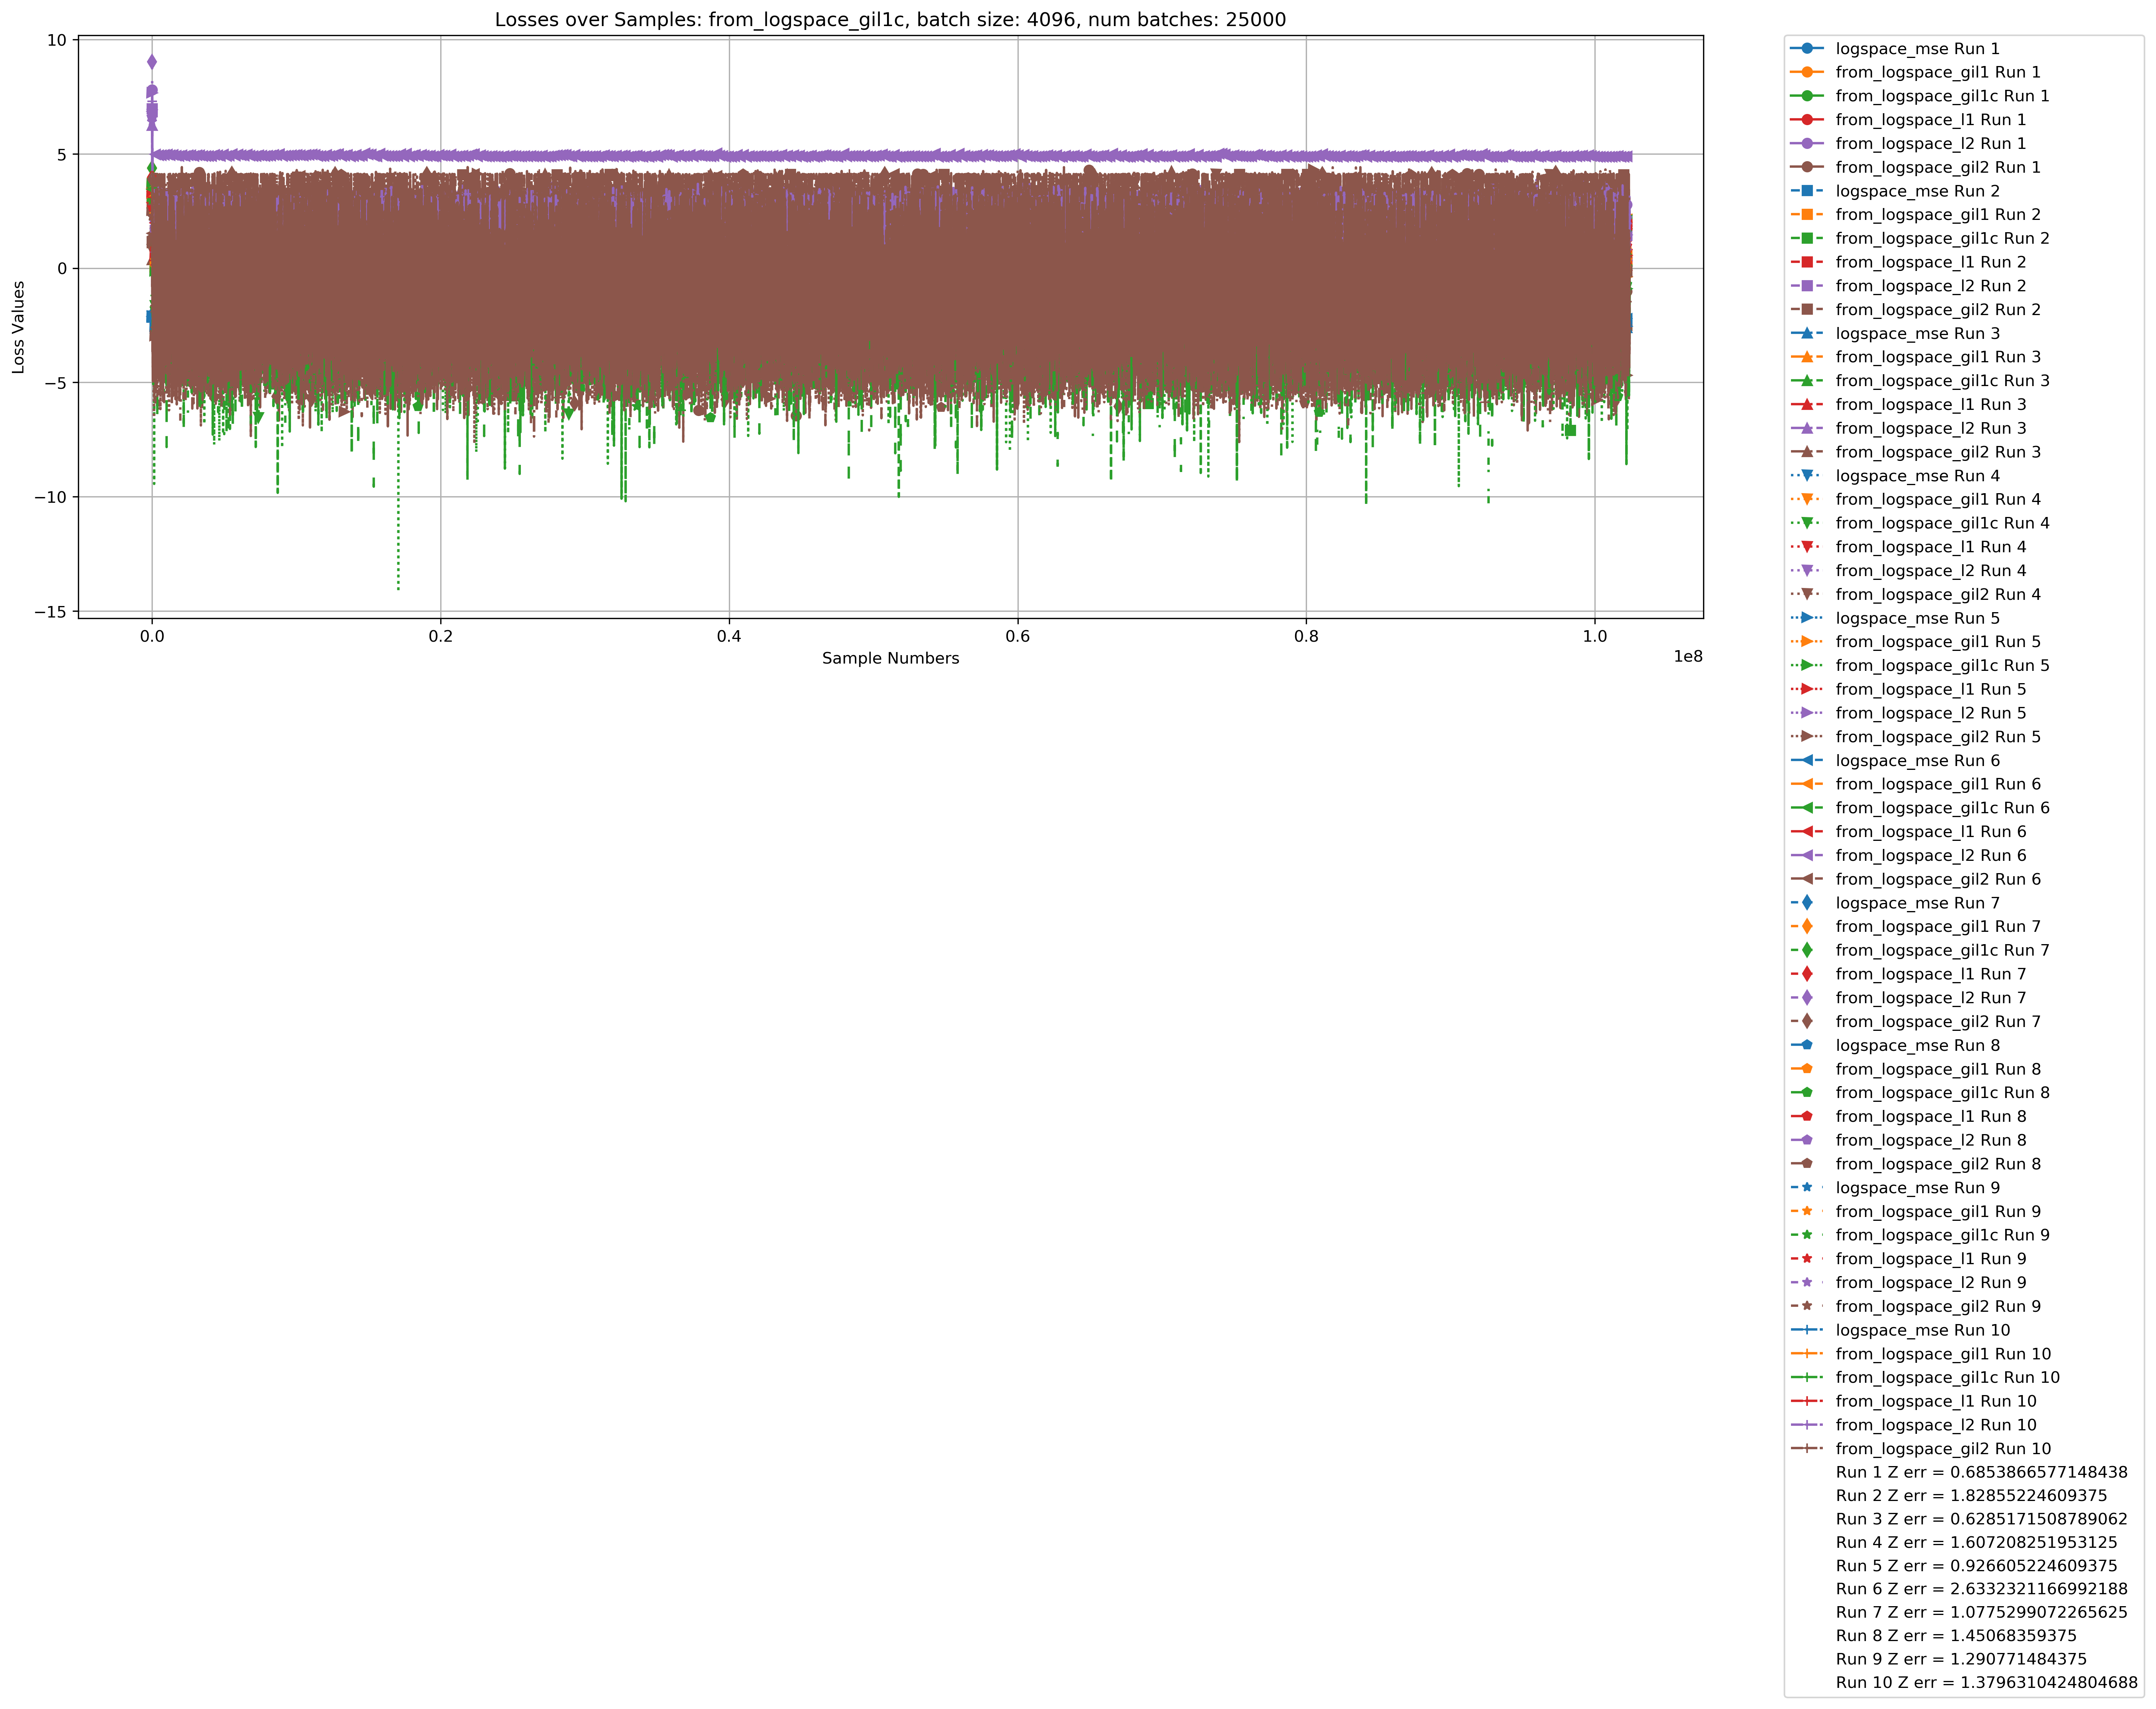 Losses over Samples: from_logspace_gil1c, batch size: 4096, num batches: 25000
10
5
0
−5
−10
−15
Loss Values
0.0
0.2
0.4
0.6
0.8
1.0
1e8
Sample Numbers
logspace_mse Run 1
from_logspace_gil1 Run 1
from_logspace_gil1c Run 1
from_logspace_l1 Run 1
from_logspace_l2 Run 1
from_logspace_gil2 Run 1
logspace_mse Run 2
from_logspace_gil1 Run 2
from_logspace_gil1c Run 2
from_logspace_l1 Run 2
from_logspace_l2 Run 2
from_logspace_gil2 Run 2
logspace_mse Run 3
from_logspace_gil1 Run 3
from_logspace_gil1c Run 3
from_logspace_l1 Run 3
from_logspace_l2 Run 3
from_logspace_gil2 Run 3
logspace_mse Run 4
from_logspace_gil1 Run 4
from_logspace_gil1c Run 4
from_logspace_l1 Run 4
from_logspace_l2 Run 4
from_logspace_gil2 Run 4
logspace_mse Run 5
from_logspace_gil1 Run 5
from_logspace_gil1c Run 5
from_logspace_l1 Run 5
from_logspace_l2 Run 5
from_logspace_gil2 Run 5
logspace_mse Run 6
from_logspace_gil1 Run 6
from_logspace_gil1c Run 6
from_logspace_l1 Run 6
from_logspace_l2 Run 6
from_logspace_gil2 Run 6
logspace_mse Run 7
from_logspace_gil1 Run 7
from_logspace_gil1c Run 7
from_logspace_l1 Run 7
from_logspace_l2 Run 7
from_logspace_gil2 Run 7
logspace_mse Run 8
from_logspace_gil1 Run 8
from_logspace_gil1c Run 8
from_logspace_l1 Run 8
from_logspace_l2 Run 8
from_logspace_gil2 Run 8
logspace_mse Run 9
from_logspace_gil1 Run 9
from_logspace_gil1c Run 9
from_logspace_l1 Run 9
from_logspace_l2 Run 9
from_logspace_gil2 Run 9
logspace_mse Run 10
from_logspace_gil1 Run 10
from_logspace_gil1c Run 10
from_logspace_l1 Run 10
from_logspace_l2 Run 10
from_logspace_gil2 Run 10
Run 1 Z err = 0.6853866577148438
Run 2 Z err = 1.82855224609375
Run 3 Z err = 0.6285171508789062
Run 4 Z err = 1.607208251953125
Run 5 Z err = 0.926605224609375
Run 6 Z err = 2.6332321166992188
Run 7 Z err = 1.0775299072265625
Run 8 Z err = 1.45068359375
Run 9 Z err = 1.290771484375
Run 10 Z err = 1.3796310424804688